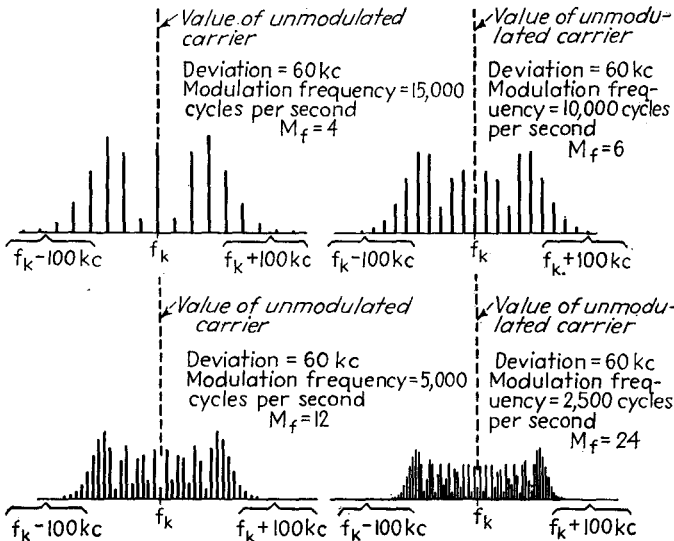 Value of unmodulated
carrier
Deviation = 60 kc
Modulation frequency = 15,000
cycles per second
M_f = 4
f_k-100 kc
f_k
f_k+100 kc
Value of unmodu-
lated carrier
Deviation = 60 kc
Modulation freq-
uency = 10,000 cycles
per second
M_f = 6
f_k-100 kc
f_k
f_k.+100 kc
Value of unmodulated
carrier
Deviation = 60 kc
Modulation frequency = 5,000
cycles per second
M_f = 12
f_k-100 kc
f_k
f_k+100 kc
Value of unmodu-
lated carrier
Deviation = 60 kc
Modulation freq-
uency = 2,500 cycles
per second
M_f = 24
f_k-100 kc
f_k
f_k+100 kc